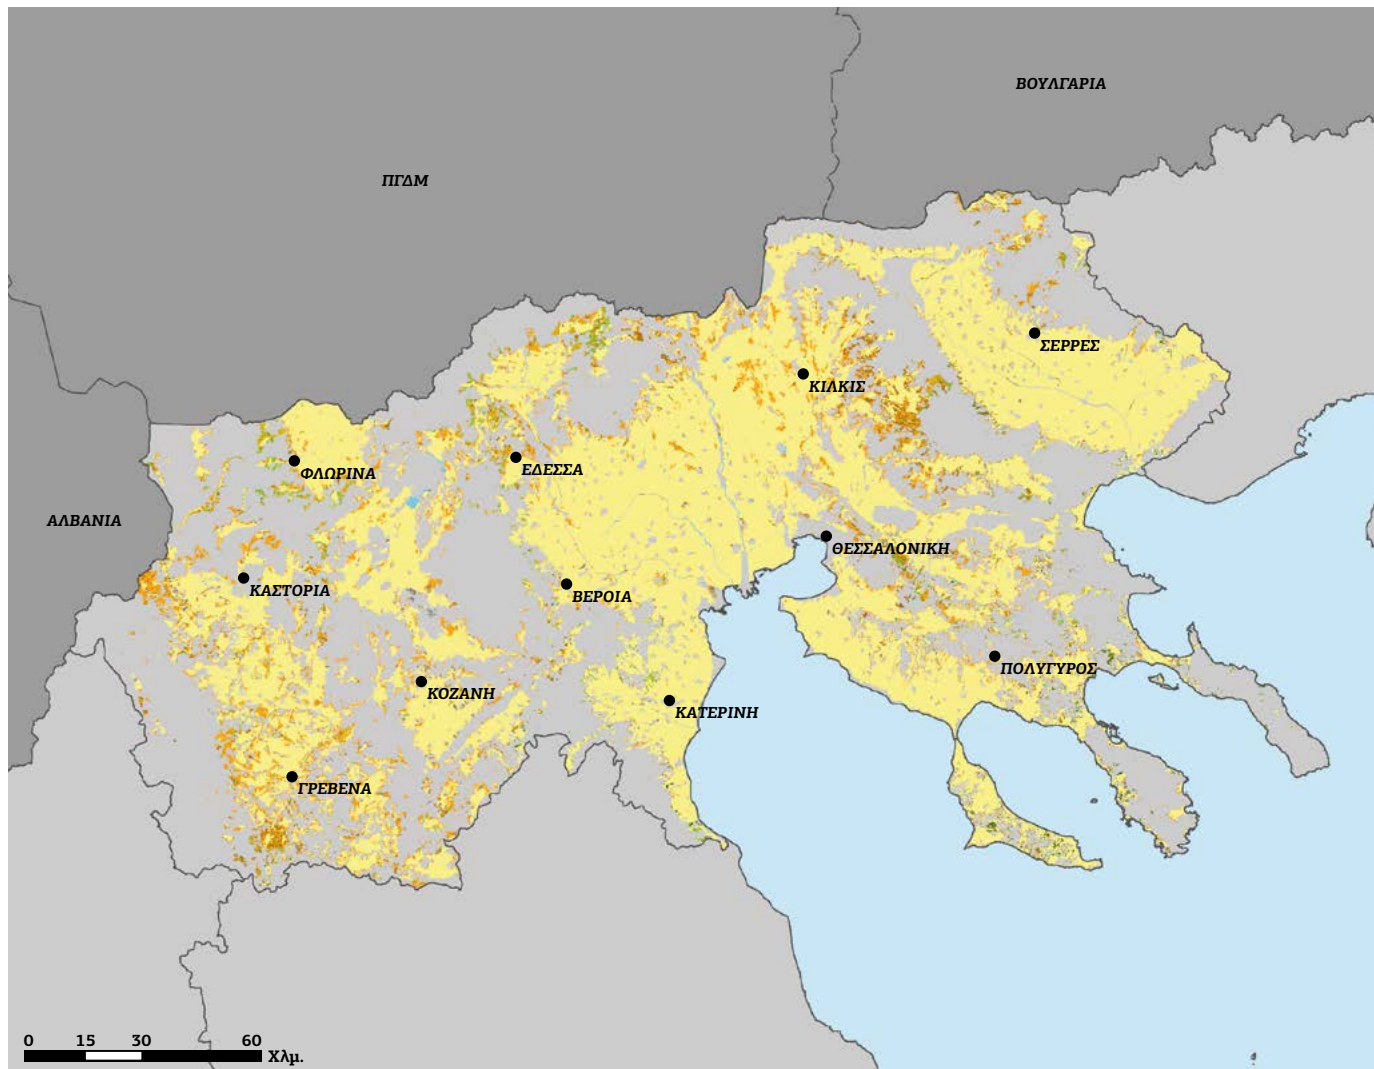 ΒΟΥΛΓΑΡΙΑ
ΠΓΔΜ
ΣΕΡΡΕΣ
ΚΙΛΚΙΣ
ΦΛΩΡΙΝΑ
ΕΔΕΣΣΑ
ΑΛΒΑΝΙΑ
ΘΕΣΣΑΛΟΝΙΚΗ
ΚΑΣΤΟΡΙΑ
ΒΕΡΟΙΑ
ΠΟΛΥΓΥΡΟΣ
ΚΟΖΑΝΗ
ΚΑΤΕΡΙΝΗ
ΓΡΕΒΕΝΑ
0 15 30 60
Χλμ.